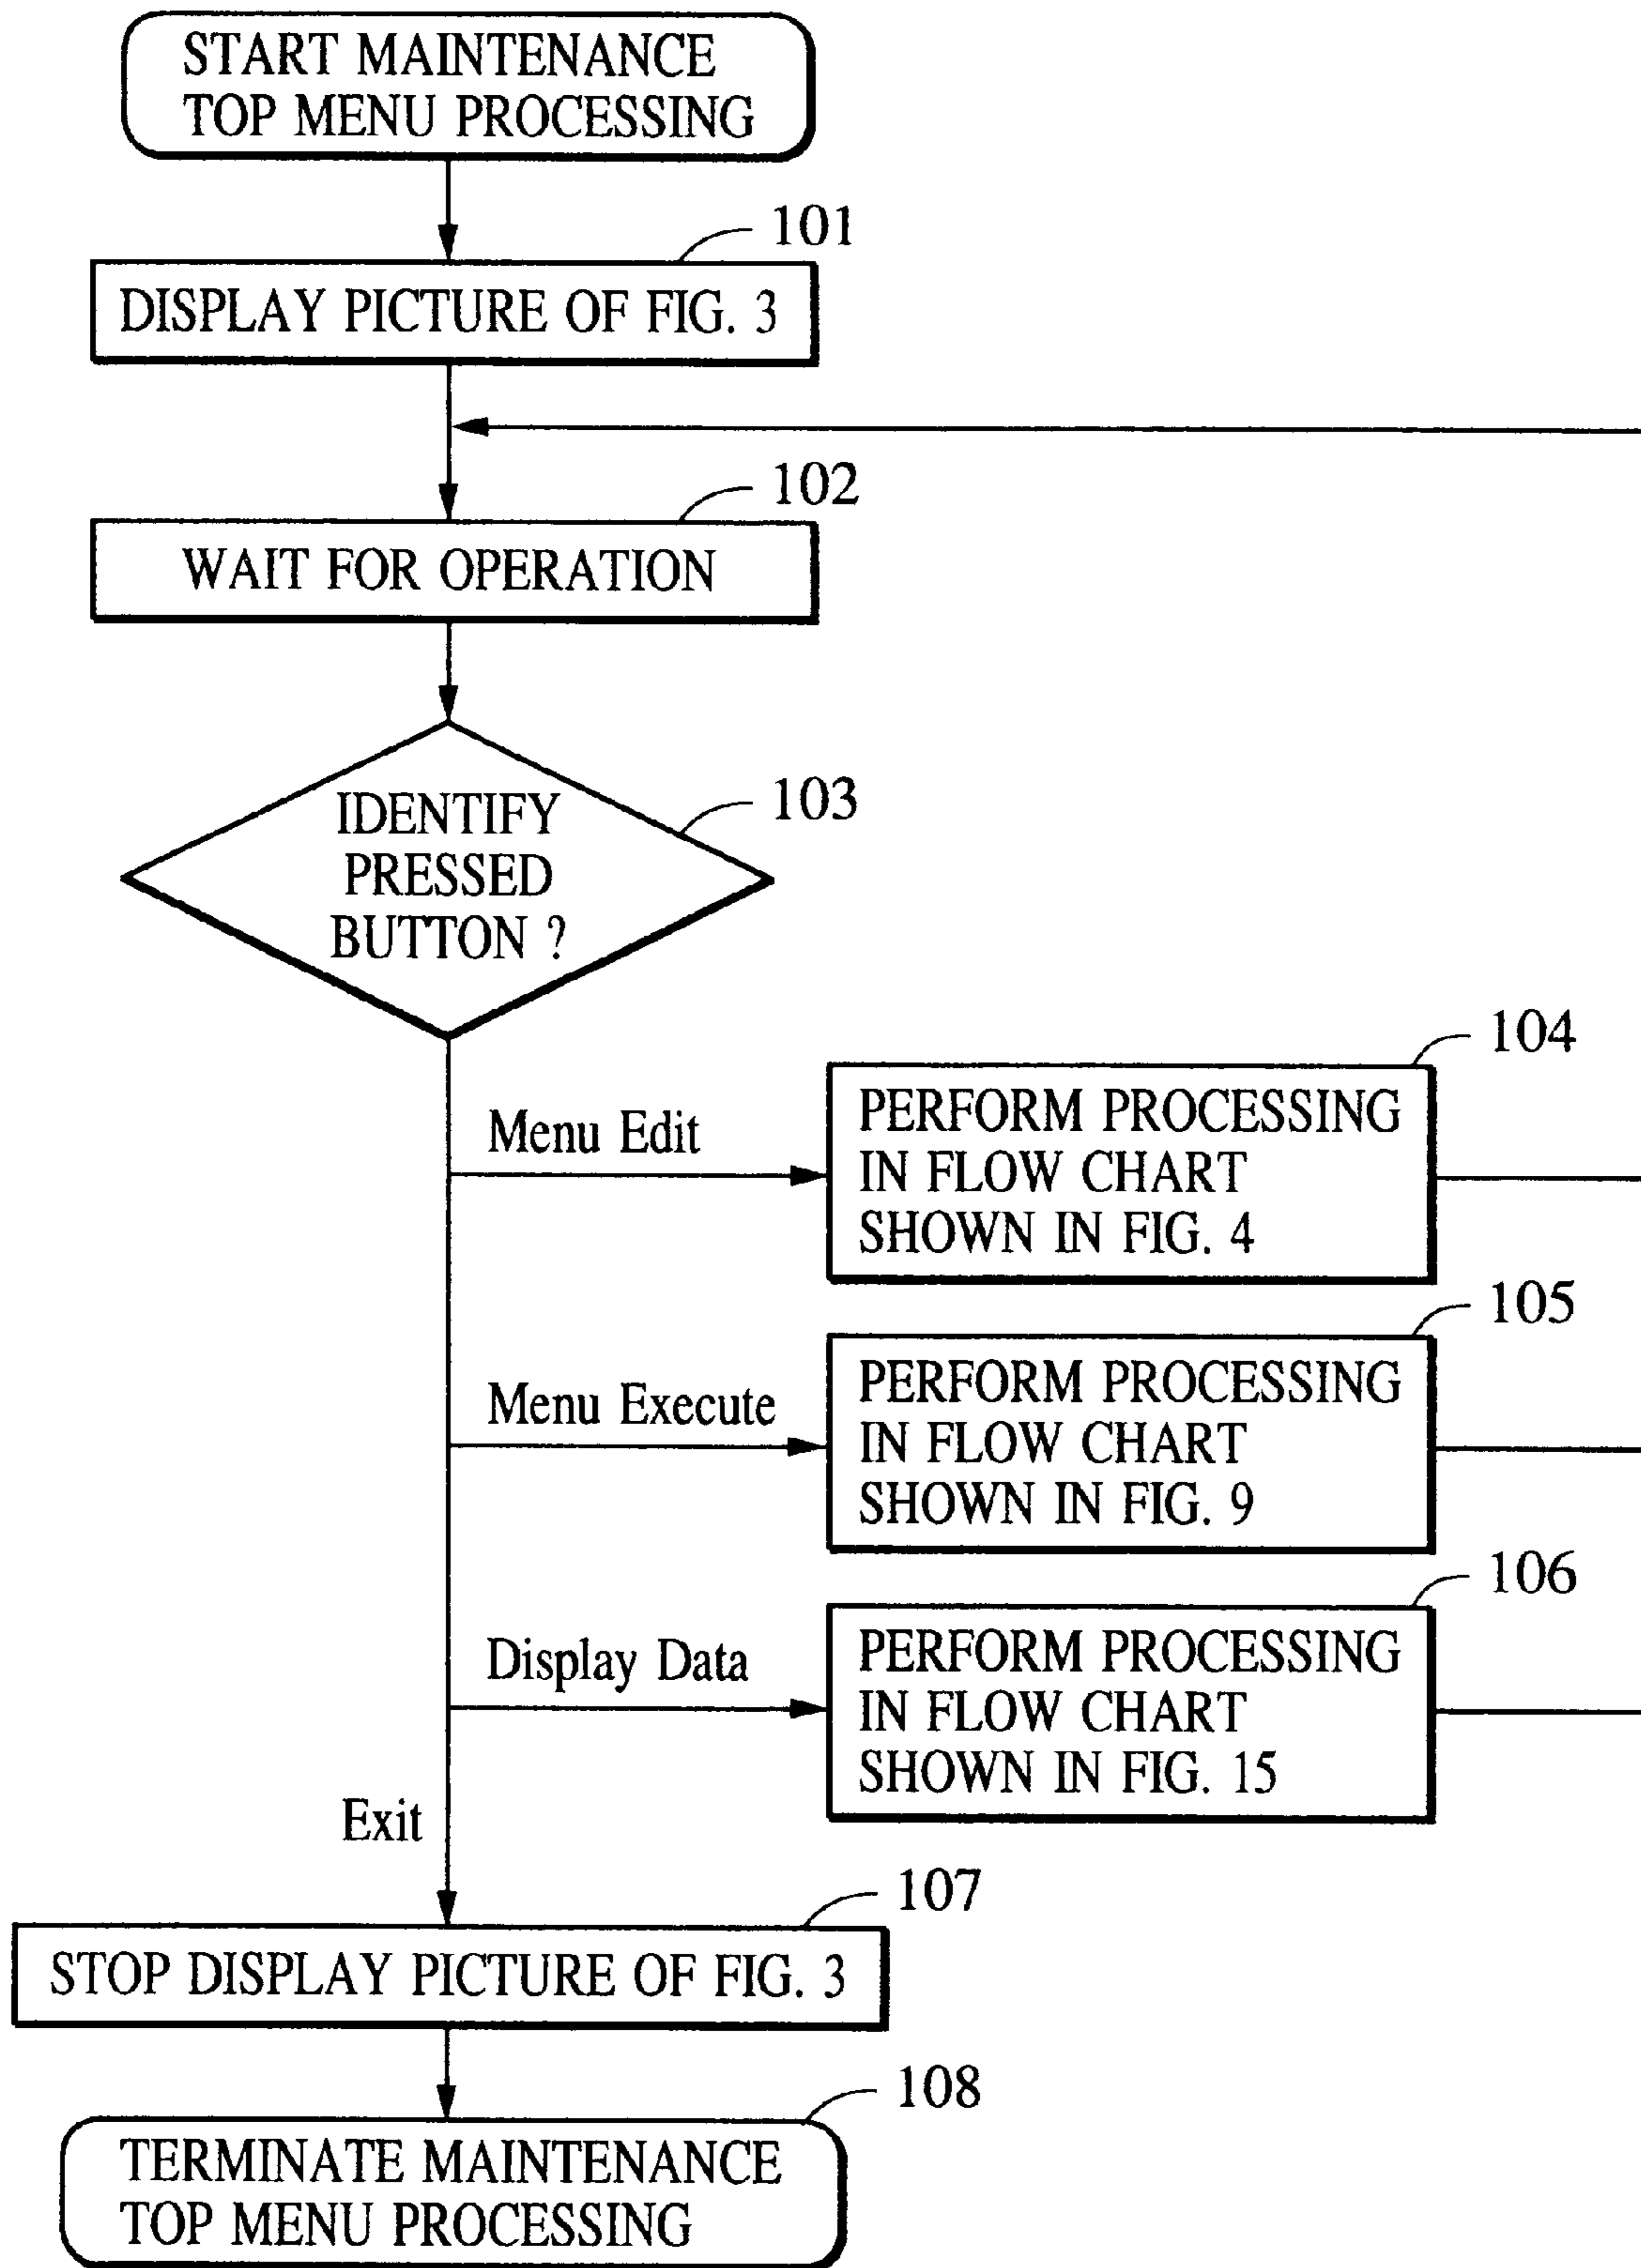 START MAINTENANCE
TOP MENU PROCESSING
101
DISPLAY PICTURE OF FIG. 3
102
WAIT FOR OPERATION
103
IDENTIFY
PRESSED
BUTTON ?
104
Menu Edit
PERFORM PROCESSING
IN FLOW CHART
SHOWN IN FIG. 4
105
Menu Execute
PERFORM PROCESSING
IN FLOW CHART
SHOWN IN FIG. 9
106
Display Data
PERFORM PROCESSING
IN FLOW CHART
SHOWN IN FIG. 15
Exit
107
STOP DISPLAY PICTURE OF FIG. 3
108
TERMINATE MAINTENANCE
TOP MENU PROCESSING